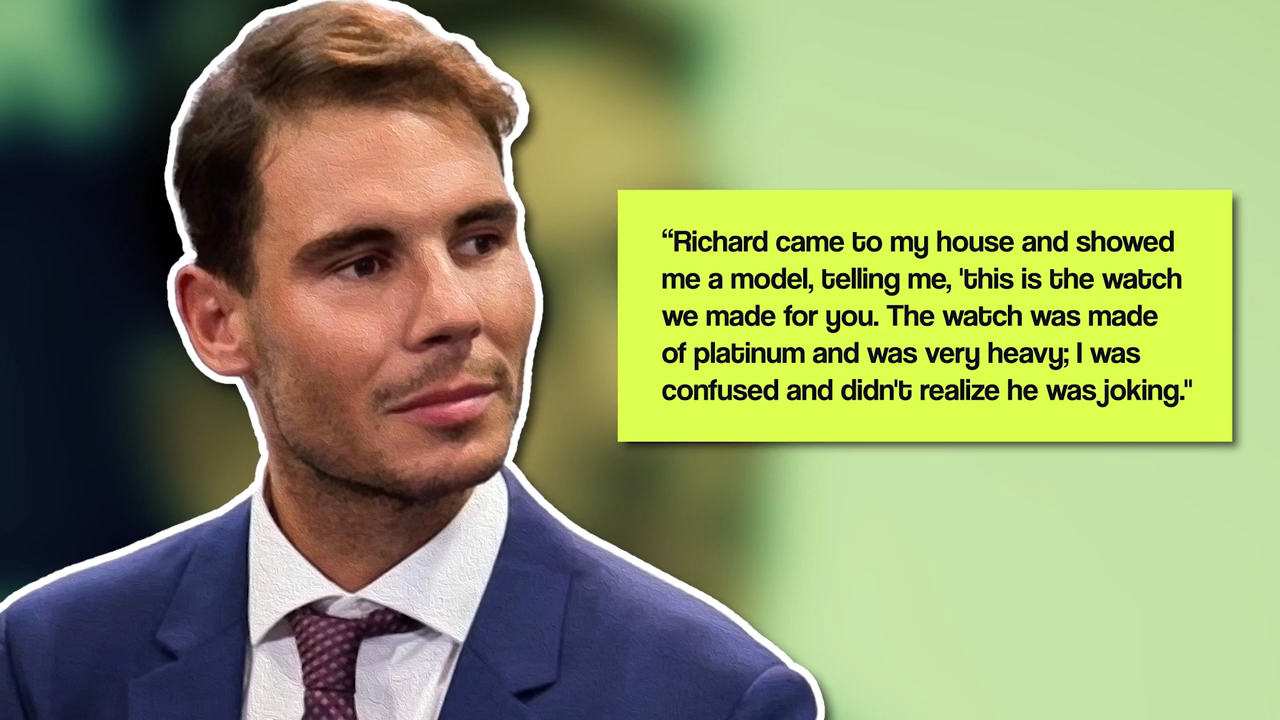 “Richard came to my house and showed
me a model, telling me, 'this is the watch
we made for you. The watch was made
of platinum and was very heavy; I was
confused and didn't realize he was joking."